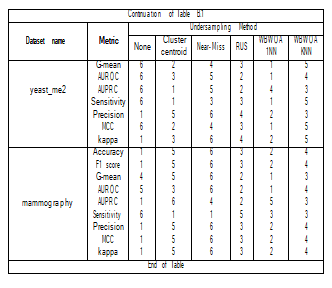 Continuation of Table B.1
Undersampling Method
Dataset name Metric None Cluster centroid Near-Miss RUS WBWOA 1NN WBWOA KNN
yeast_me2
G-mean 6 2 4 3 1 5
AUROC 6 3 5 2 1 4
AUPRC 6 1 5 2 4 3
Sensitivity 6 1 3 3 1 5
Precision 1 5 6 4 2 3
MCC 6 2 4 3 1 5
kappa 1 3 6 4 2 5
mammography
Accuracy 1 5 6 3 2 4
F1 score 1 5 6 3 2 4
G-mean 4 5 6 2 1 3
AUROC 5 3 6 2 1 4
AUPRC 1 6 4 2 5 3
Sensitivity 6 1 1 5 3 3
Precision 1 5 6 3 2 4
MCC 1 5 6 3 2 4
kappa 1 5 6 3 2 4
End of Table